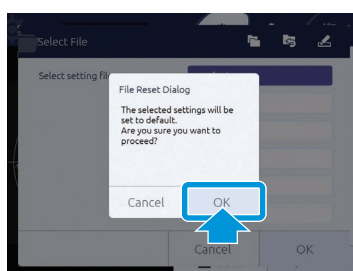 Select File
Select setting fil
File Reset Dialog
The selected settings will be
set to default.
Are you sure you want to
proceed?
Cancel
OK
Cancel
OK